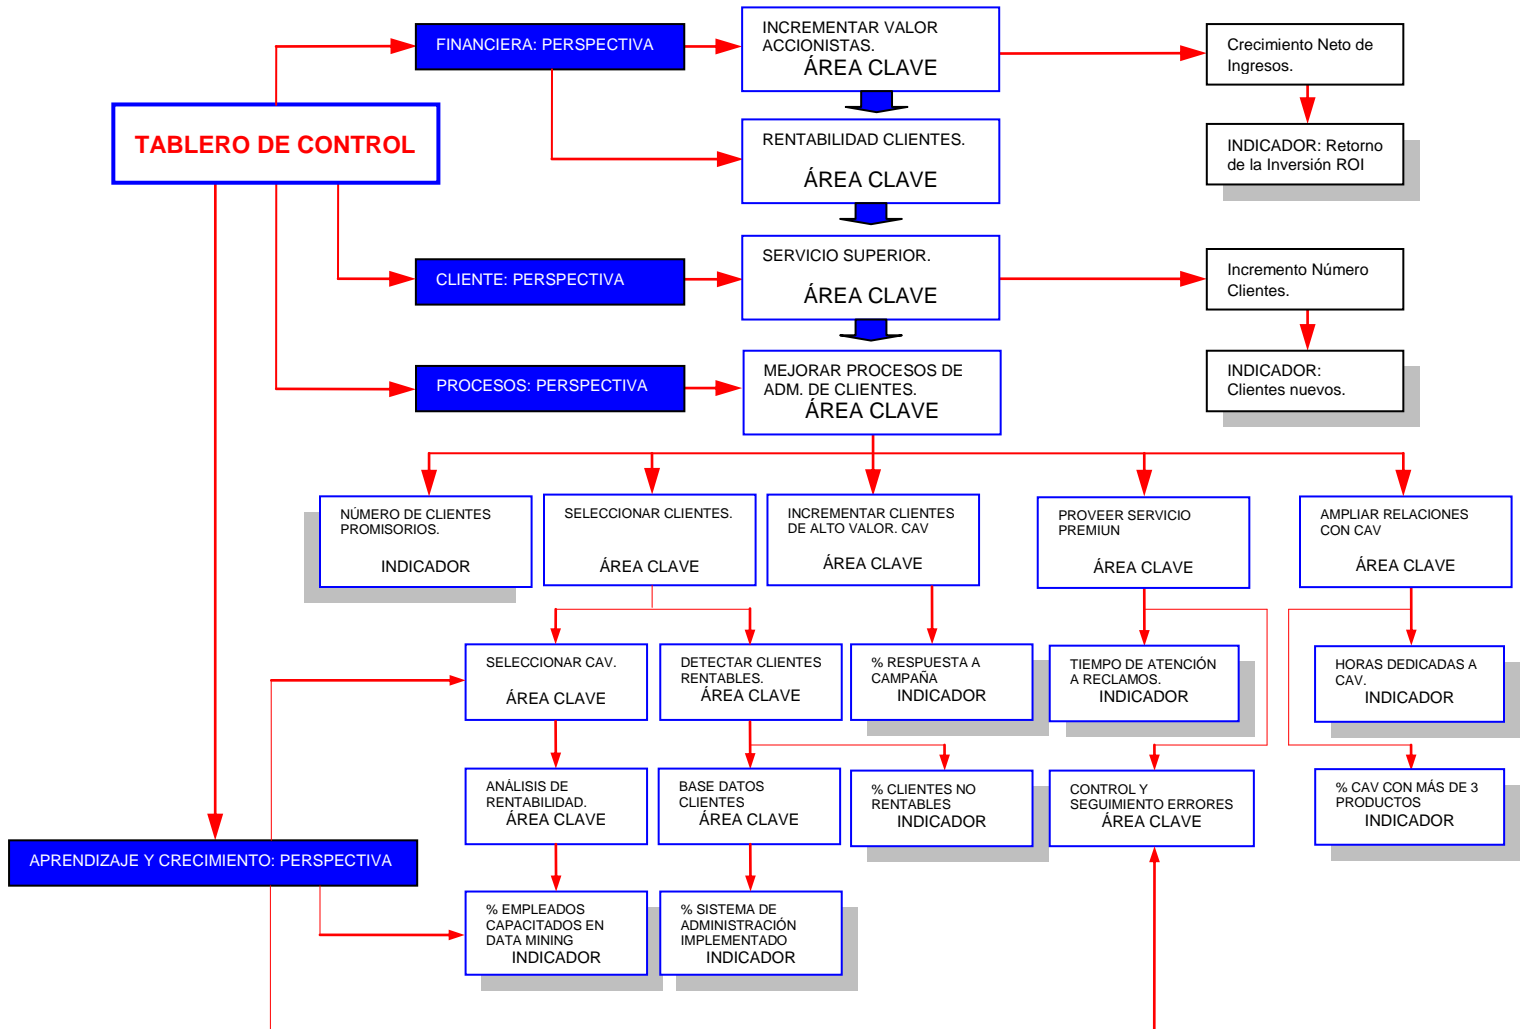 FINANCIERA: PERSPECTIVA
INCREMENTAR VALOR
ACCIONISTAS.
ÁREA CLAVE
Crecimiento Neto de
Ingresos.
TABLERO DE CONTROL
RENTABILIDAD CLIENTES.
ÁREA CLAVE
INDICADOR: Retorno
de la Inversión ROI
CLIENTE: PERSPECTIVA
SERVICIO SUPERIOR.
ÁREA CLAVE
Incremento Número
Clientes.
PROCESOS: PERSPECTIVA
MEJORAR PROCESOS DE
ADM. DE CLIENTES.
ÁREA CLAVE
INDICADOR:
Clientes nuevos.
NÚMERO DE CLIENTES
PROMISORIOS.
INDICADOR
SELECCIONAR CLIENTES.
ÁREA CLAVE
INCREMENTAR CLIENTES
DE ALTO VALOR. CAV
ÁREA CLAVE
PROVEER SERVICIO
PREMIUN
ÁREA CLAVE
AMPLIAR RELACIONES
CON CAV
ÁREA CLAVE
SELECCIONAR CAV.
ÁREA CLAVE
DETECTAR CLIENTES
RENTABLES.
ÁREA CLAVE
% RESPUESTA A
CAMPAÑA
INDICADOR
TIEMPO DE ATENCIÓN
A RECLAMOS.
INDICADOR
HORAS DEDICADAS A
CAV.
INDICADOR
ANÁLISIS DE
RENTABILIDAD.
ÁREA CLAVE
BASE DATOS
CLIENTES
ÁREA CLAVE
% CLIENTES NO
RENTABLES
INDICADOR
CONTROL Y
SEGUIMIENTO ERRORES
ÁREA CLAVE
% CAV CON MÁS DE 3
PRODUCTOS
INDICADOR
APRENDIZAJE Y CRECIMIENTO: PERSPECTIVA
% EMPLEADOS
CAPACITADOS EN
DATA MINING
INDICADOR
% SISTEMA DE
ADMINISTRACIÓN
IMPLEMENTADO
INDICADOR